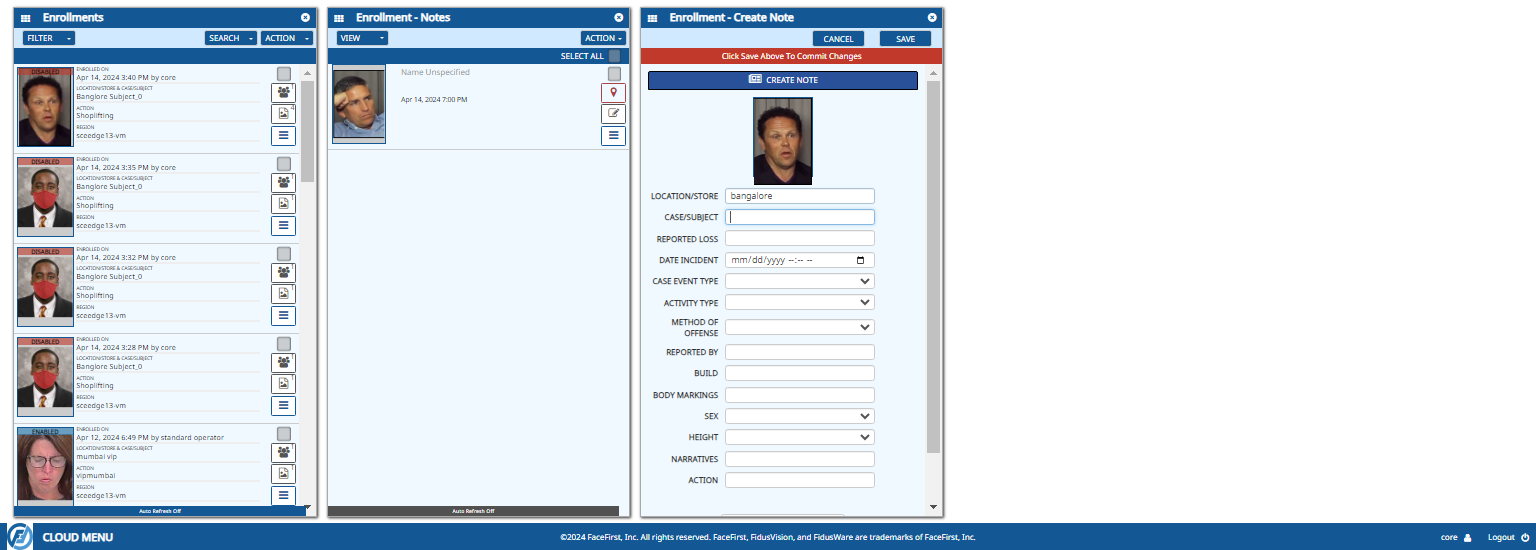 Enrollments
FILTER
SEARCH
ACTION
DISABLED
ENROLLED ON
Apr 14, 2024 3:40 PM by core
LOCATION/STORE & CASE/SUBJECT
Banglore Subject_0
ACTION
Shoplifting
REGION
sceedge13-vm
DISABLED
ENROLLED ON
Apr 14, 2024 3:35 PM by core
LOCATION/STORE & CASE/SUBJECT
Banglore Subject_0
ACTION
Shoplifting
REGION
sceedge13-vm
DISABLED
ENROLLED ON
Apr 14, 2024 3:32 PM by core
LOCATION/STORE & CASE/SUBJECT
Banglore Subject_0
ACTION
Shoplifting
REGION
sceedge13-vm
DISABLED
ENROLLED ON
Apr 14, 2024 3:28 PM by core
LOCATION/STORE & CASE/SUBJECT
Banglore Subject_0
ACTION
Shoplifting
REGION
sceedge13-vm
ENABLED
ENROLLED ON
Apr 12, 2024 6:49 PM by standard operator
LOCATION/STORE & CASE/SUBJECT
mumbai vip
ACTION
vipmumbai
REGION
sceedge13-vm
Auto Refresh Off
Enrollment - Notes
VIEW
ACTION
SELECT ALL
Name Unspecified
Apr 14, 2024 7:00 PM
Auto Refresh Off
Enrollment - Create Note
CANCEL
SAVE
Click Save Above To Commit Changes
CREATE NOTE
LOCATION/STORE bangalore
CASE/SUBJECT
REPORTED LOSS
DATE INCIDENT mm/dd/yyyy --:-- --
CASE EVENT TYPE
ACTIVITY TYPE
METHOD OF
OFFENSE
REPORTED BY
BUILD
BODY MARKINGS
SEX
HEIGHT
NARRATIVES
ACTION
CLOUD MENU
©2024 FaceFirst, Inc. All rights reserved. FaceFirst, FidusVision, and FidusWare are trademarks of FaceFirst, Inc.
core
Logout